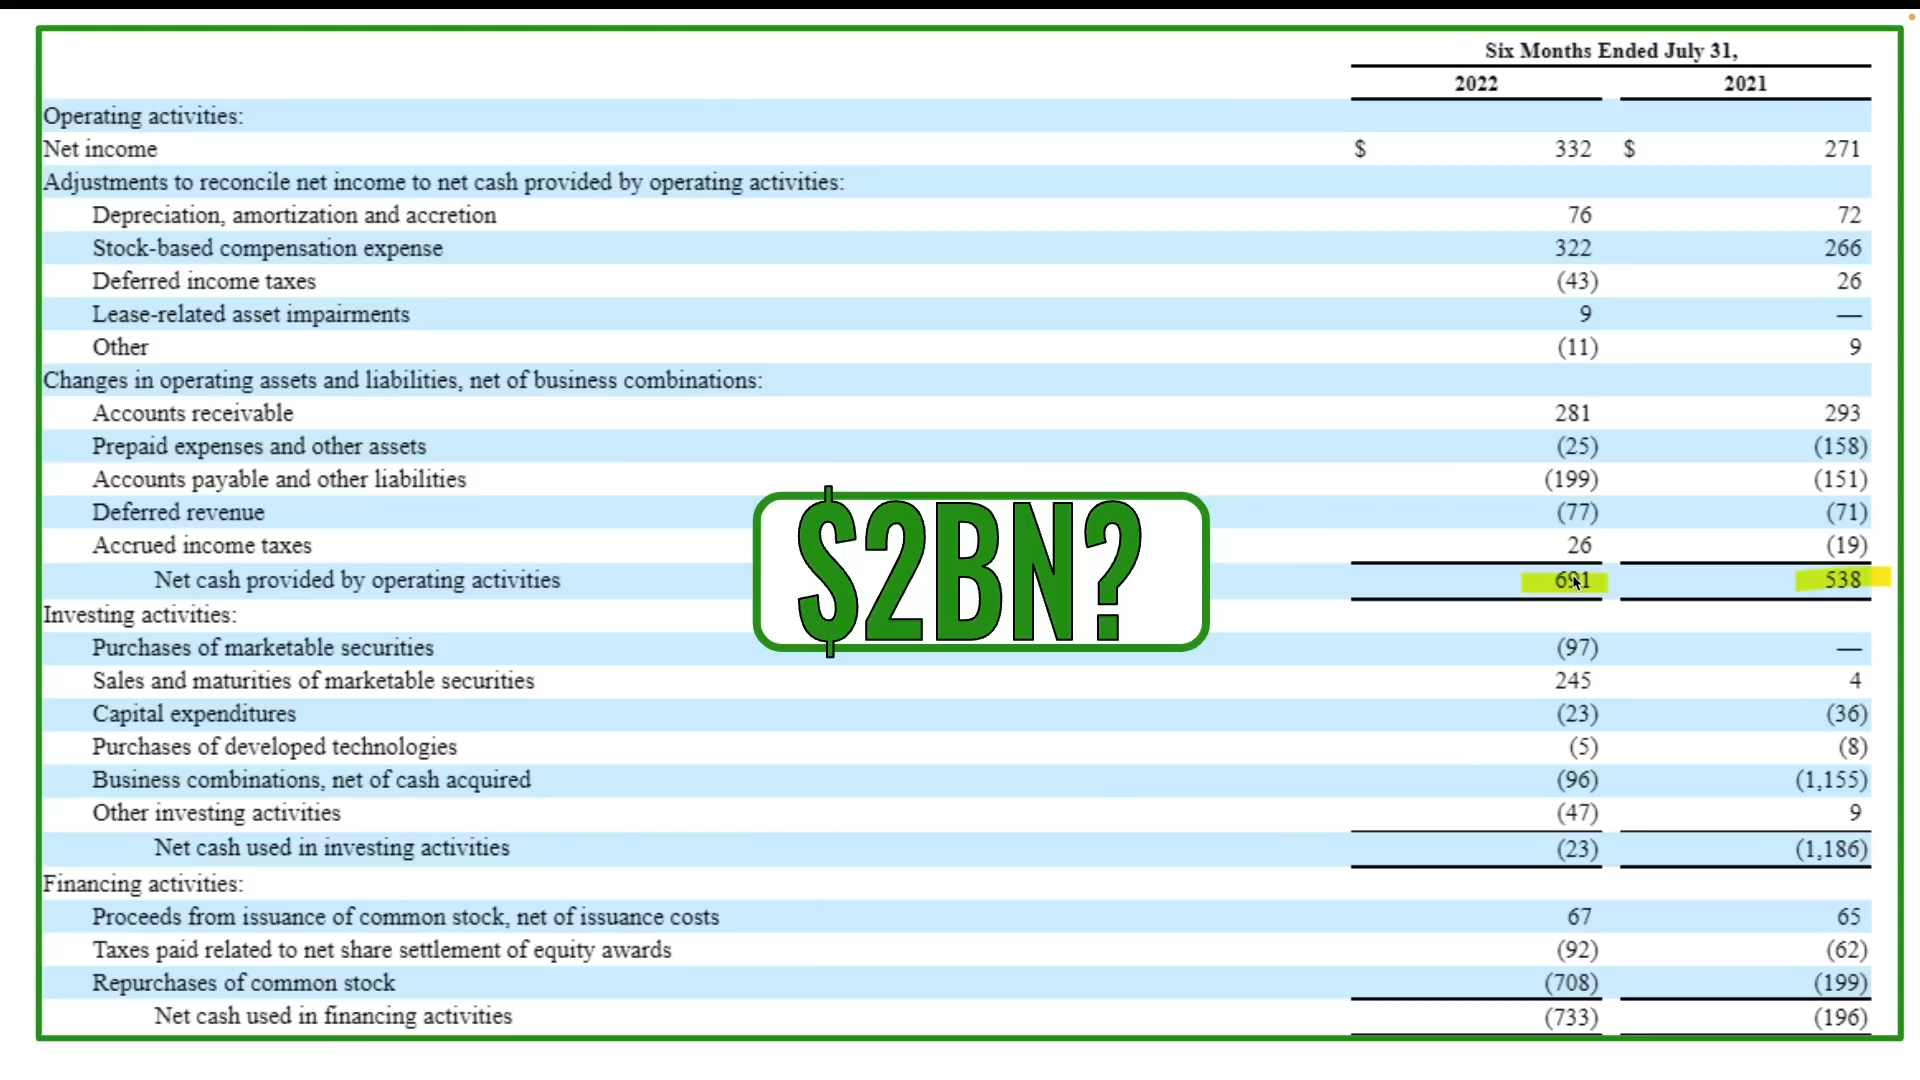 Six Months Ended July 31,
2022 2021
Operating activities:
Net income $ 332 $ 271
Adjustments to reconcile net income to net cash provided by operating activities:
Depreciation, amortization and accretion 76 72
Stock-based compensation expense 322 266
Deferred income taxes (43) 26
Lease-related asset impairments 9 —
Other (11) 9
Changes in operating assets and liabilities, net of business combinations:
Accounts receivable 281 293
Prepaid expenses and other assets (25) (158)
Accounts payable and other liabilities (199) (151)
Deferred revenue (77) (71)
Accrued income taxes 26 (19)
Net cash provided by operating activities 691 538
$2BN?
Investing activities:
Purchases of marketable securities (97) —
Sales and maturities of marketable securities 245 4
Capital expenditures (23) (36)
Purchases of developed technologies (5) (8)
Business combinations, net of cash acquired (96) (1,155)
Other investing activities (47) 9
Net cash used in investing activities (23) (1,186)
Financing activities:
Proceeds from issuance of common stock, net of issuance costs 67 65
Taxes paid related to net share settlement of equity awards (92) (62)
Repurchases of common stock (708) (199)
Net cash used in financing activities (733) (196)